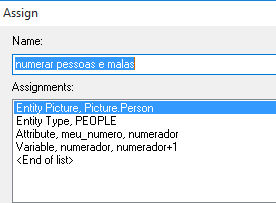 Assign
Name:
numerar pessoas e malas
Assignments:
Entity Picture, Picture.Person
Entity Type, PEOPLE
Attribute, meu_numero, numerador
Variable, numerador, numerador+1
<End of list>